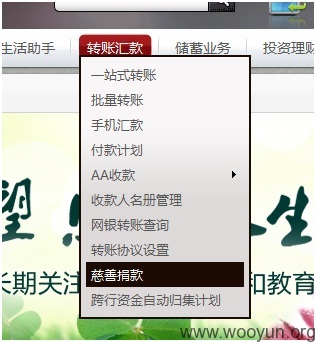 生活助手 转账汇款 储蓄业务 投资理财
一站式转账
批量转账
手机汇款
付款计划
AA收款
收款人名册管理
网银转账查询
转账协议设置
慈善捐款
跨行资金自动归集计划
望
生
长期关注
和教育
www.wooyun.org